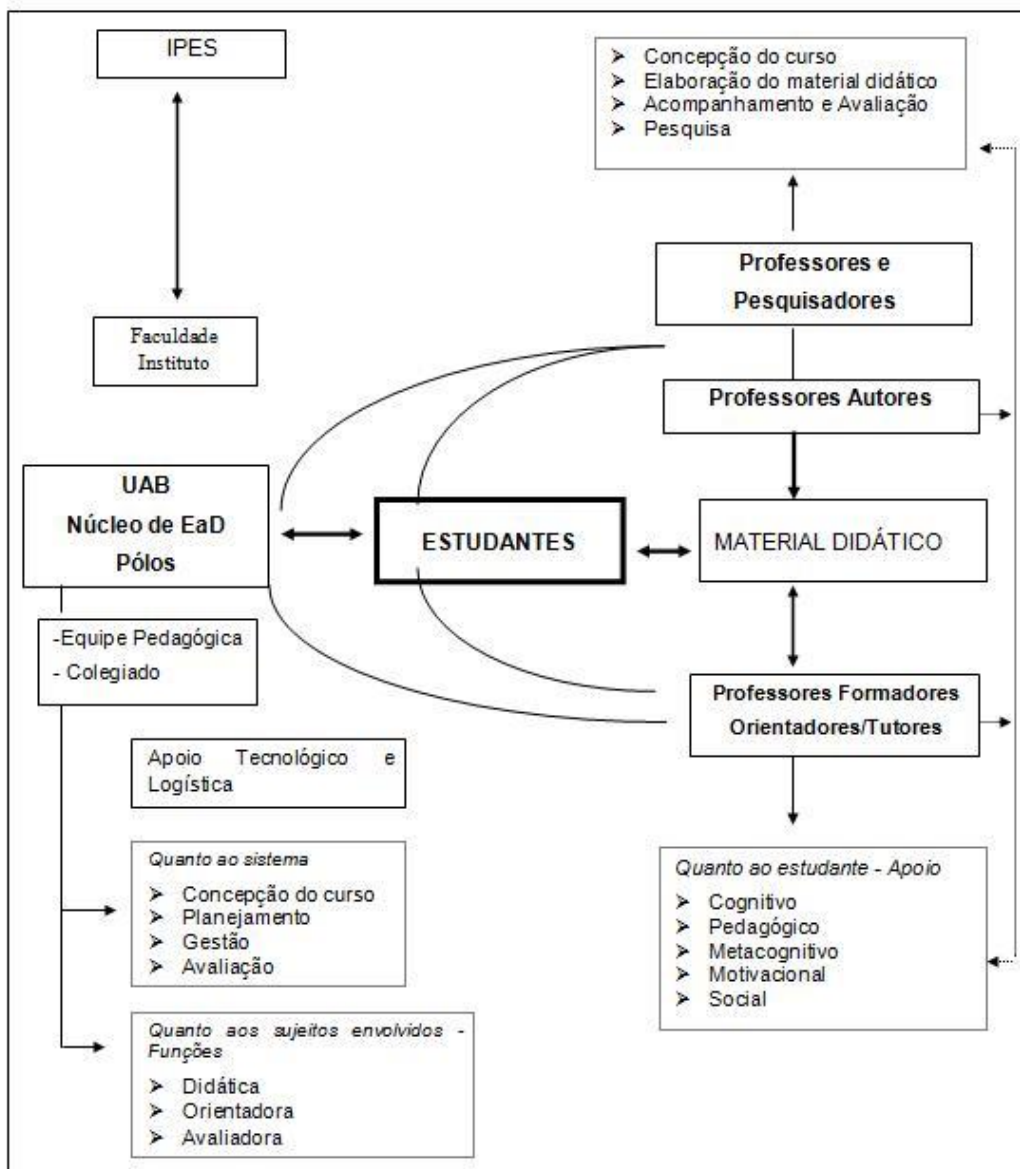 IPES
Concepção do curso
Elaboração do material didático
Acompanhamento e Avaliação
Pesquisa
Professores e
Pesquisadores
Faculdade
Instituto
Professores Autores
UAB
Núcleo de EaD
Pólos
ESTUDANTES
MATERIAL DIDÁTICO
-Equipe Pedagógica
- Colegiado
Professores Formadores
Orientadores/Tutores
Apoio Tecnológico e
Logística
Quanto ao sistema
Concepção do curso
Planejamento
Gestão
Avaliação
Quanto ao estudante - Apoio
Cognitivo
Pedagógico
Metacognitivo
Motivacional
Social
Quanto aos sujeitos envolvidos -
Funções
Didática
Orientadora
Avaliadora